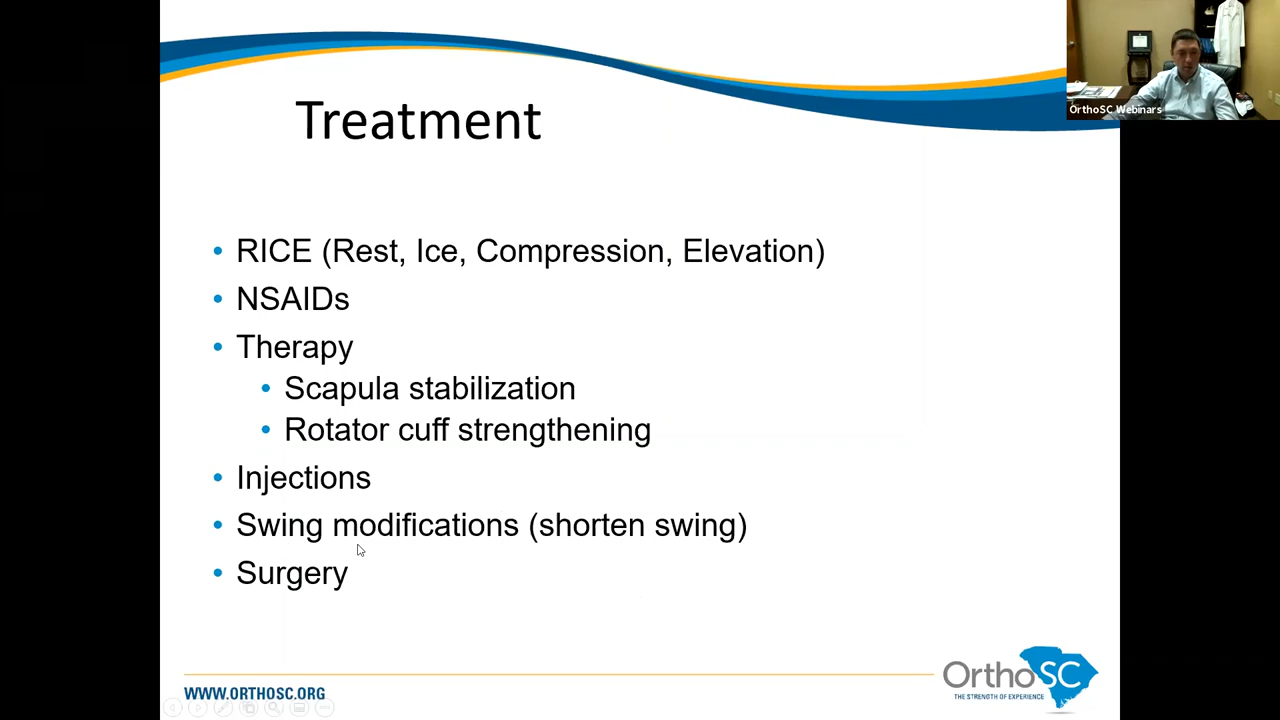 OrthoSC Webinars
Treatment
• RICE (Rest, Ice, Compression, Elevation)
• NSAIDs
• Therapy
• Scapula stabilization
• Rotator cuff strengthening
• Injections
• Swing modifications (shorten swing)
• Surgery
WWW.ORTHOSC.ORG
OrthoSC
THE STRENGTH OF EXPERIENCE